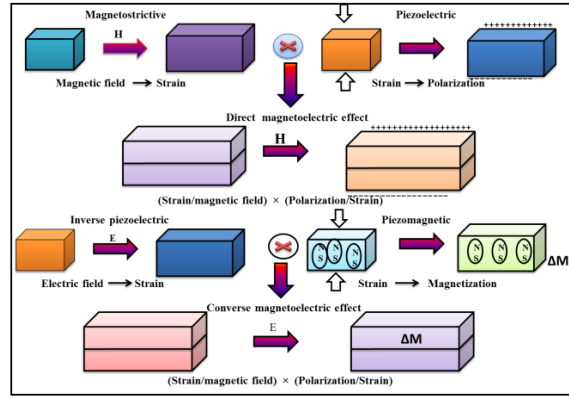 Magnetostrictive
Piezoelectric
H
++++++++++++
Magnetic field → Strain
Strain → Polarization
Direct magnetoelectric effect
H
++++++++++++++++++
(Strain/magnetic field) × (Polarization/Strain)
Inverse piezoelectric
Piezomagnetic
E
N N N
S S S
N N N
S S S
ΔM
Electric field → Strain
Strain → Magnetization
Converse magnetoelectric effect
E
ΔM
(Strain/magnetic field) × (Polarization/Strain)